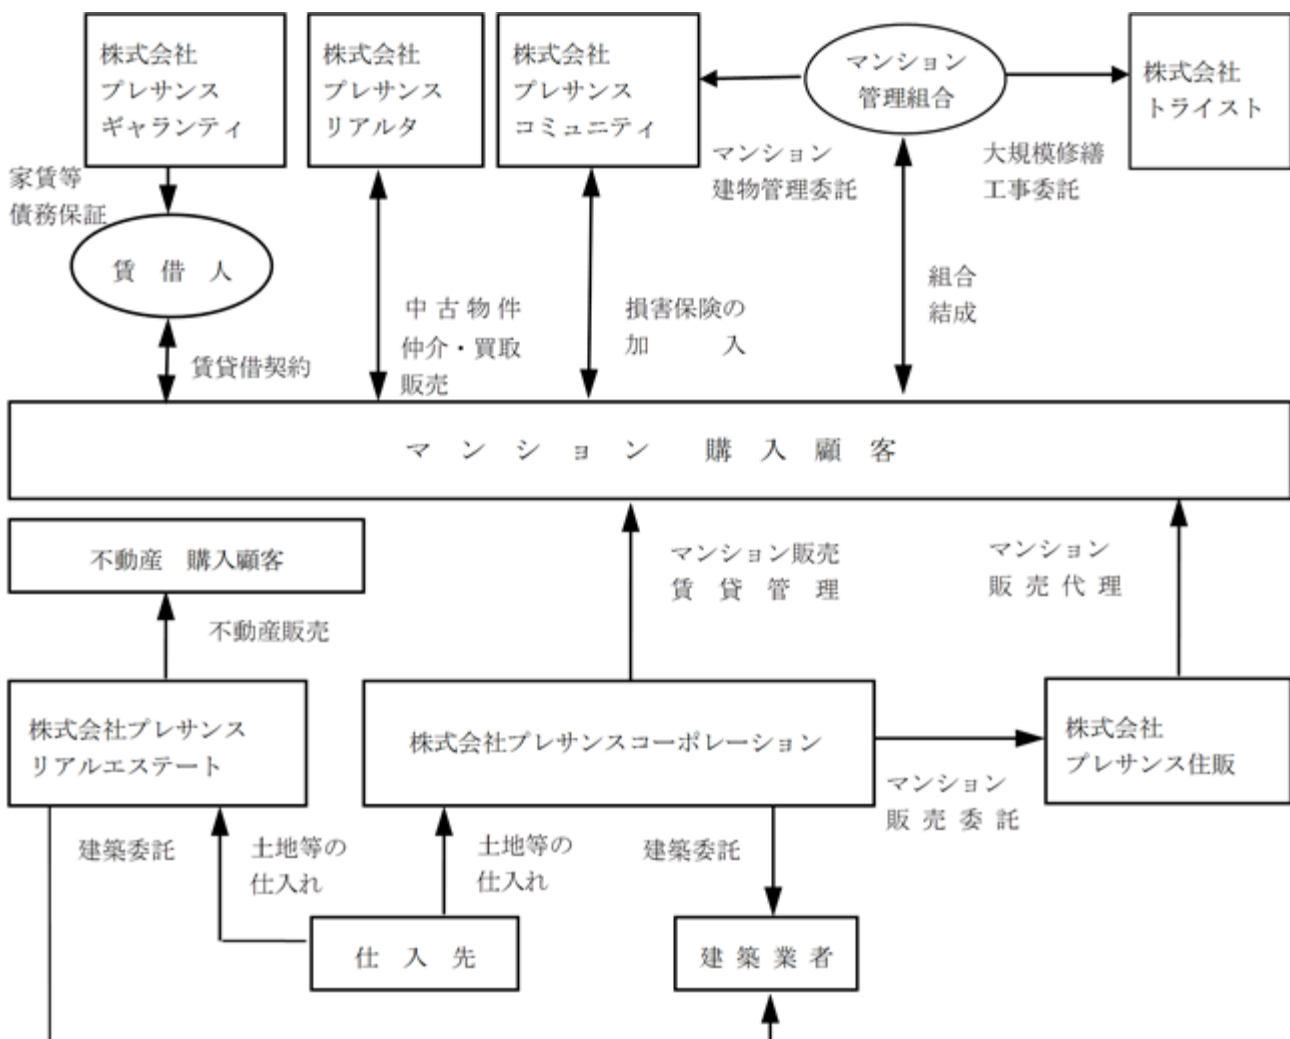 株式会社
プレサンス
ギャランティ
株式会社
プレサンス
リアルタ
株式会社
プレサンス
コミュニティ
マンション
管理組合
株式会社
トライスト
家賃等
債務保証
マンション
建物管理委託
大規模修繕
工事委託
賃 借 人
中 古 物 件
仲介・買取
販売
損害保険の
加 入
組合
結成
賃貸借契約
マ ン シ ョ ン 購 入 顧 客
不動産 購入顧客
マンション販売
賃 貸 管 理
マンション
販 売 代 理
不動産販売
株式会社プレサンス
リアルエステート
株式会社プレサンスコーポレーション
株式会社
プレサンス住販
マンション
販 売 委 託
建築委託
土地等の
仕入れ
土地等の
仕入れ
建築委託
仕 入 先
建 築 業 者